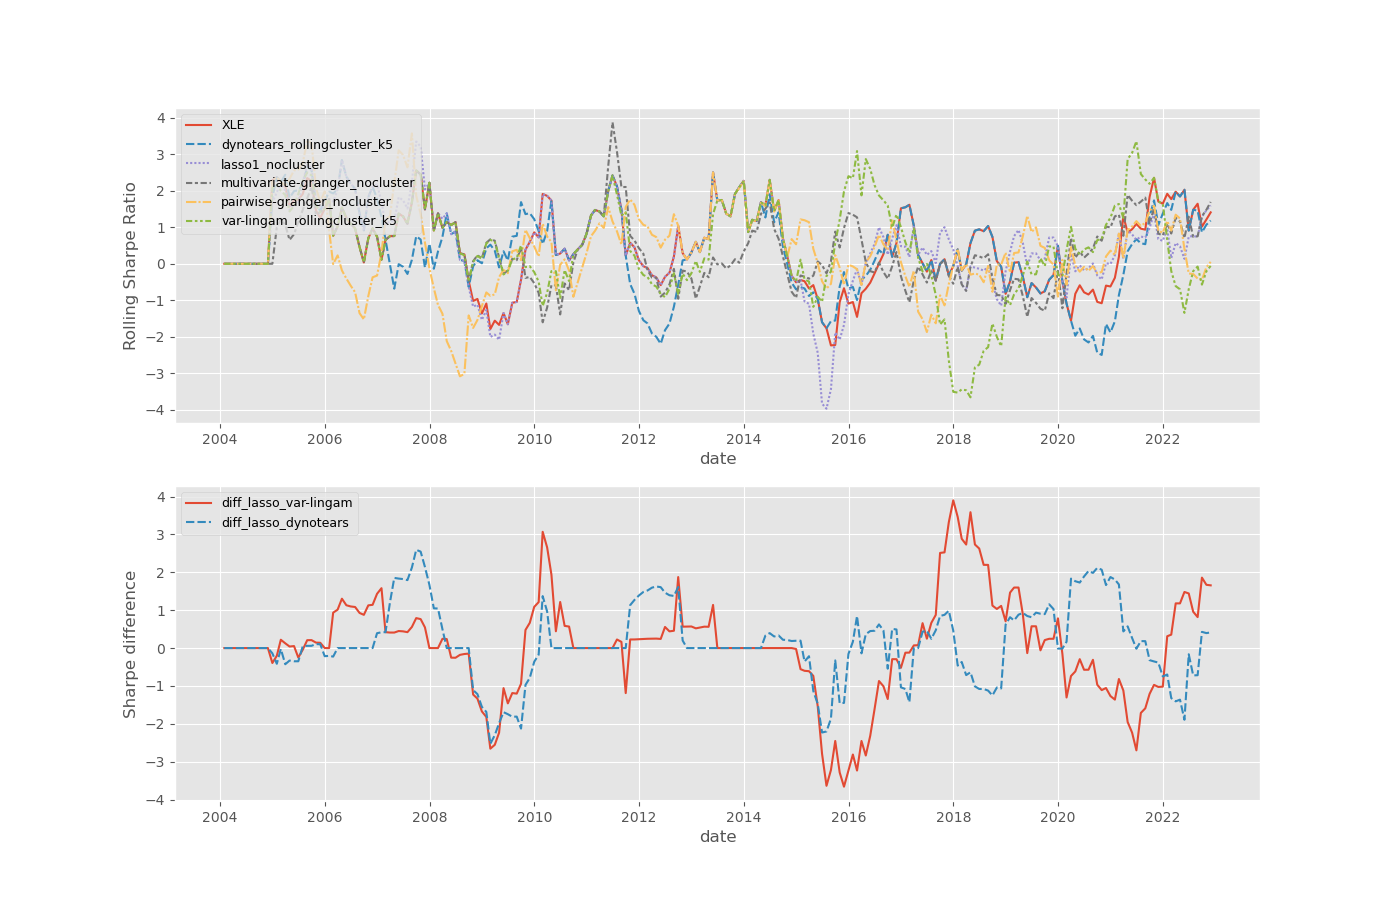 4
3
2
1
0
−1
−2
−3
−4
Rolling Sharpe Ratio
XLE
dynotears_rollingcluster_k5
lasso1_nocluster
multivariate-granger_nocluster
pairwise-granger_nocluster
var-lingam_rollingcluster_k5
2004 2006 2008 2010 2012 2014 2016 2018 2020 2022
date
4
3
2
1
0
−1
−2
−3
−4
Sharpe difference
diff_lasso_var-lingam
diff_lasso_dynotears
2004 2006 2008 2010 2012 2014 2016 2018 2020 2022
date